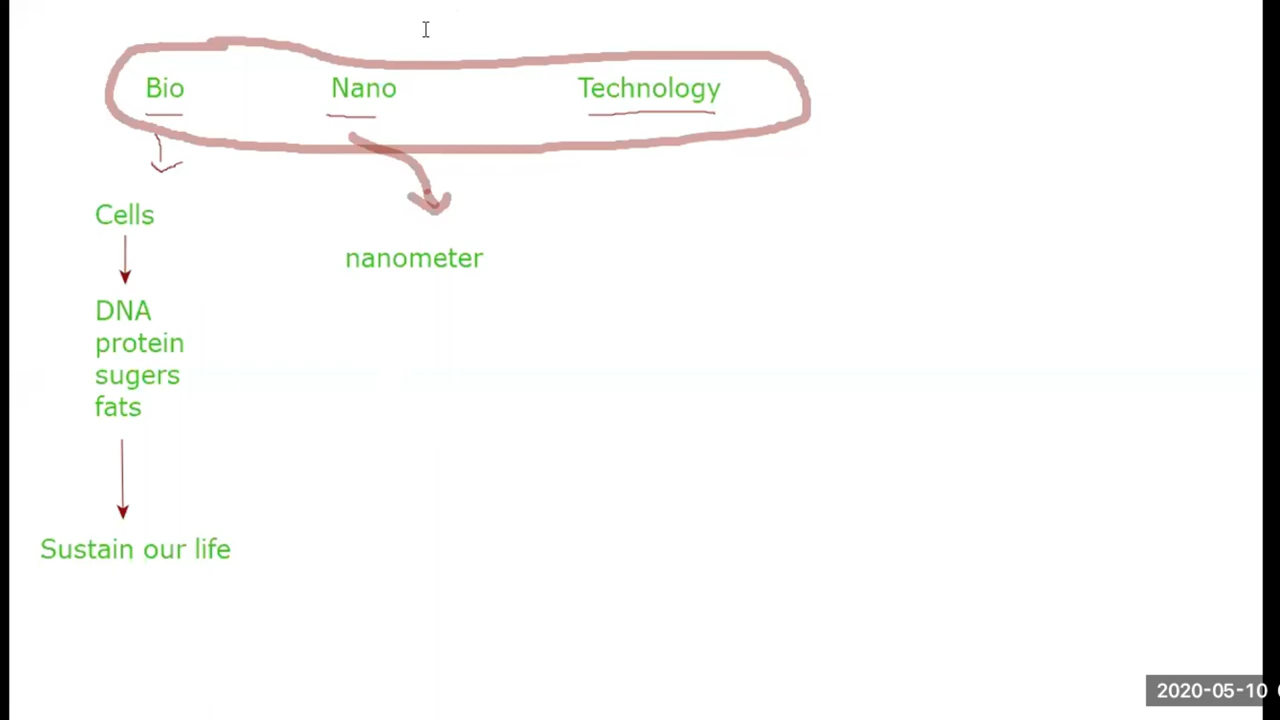 Bio Nano Technology
Cells
nanometer
DNA
protein
sugers
fats
Sustain our life
2020-05-10